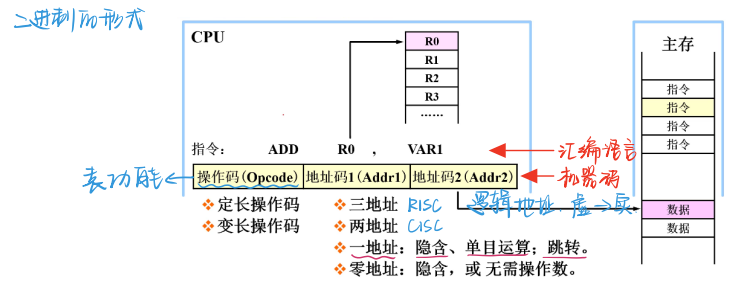 二进制的形式
CPU
主存
R0
R1
R2
R3
……
指令
指令
指令
指令
指令： ADD R0 , VAR1
汇编语言
表功能
操作码(Opcode) 地址码1(Addr1) 地址码2(Addr2)
机器码
❖定长操作码
❖变长操作码
❖三地址 RISC
❖两地址 CISC
❖一地址：隐含、单目运算；跳转。
❖零地址：隐含，或 无需操作数。
逻辑地址、虚→实
数据
数据